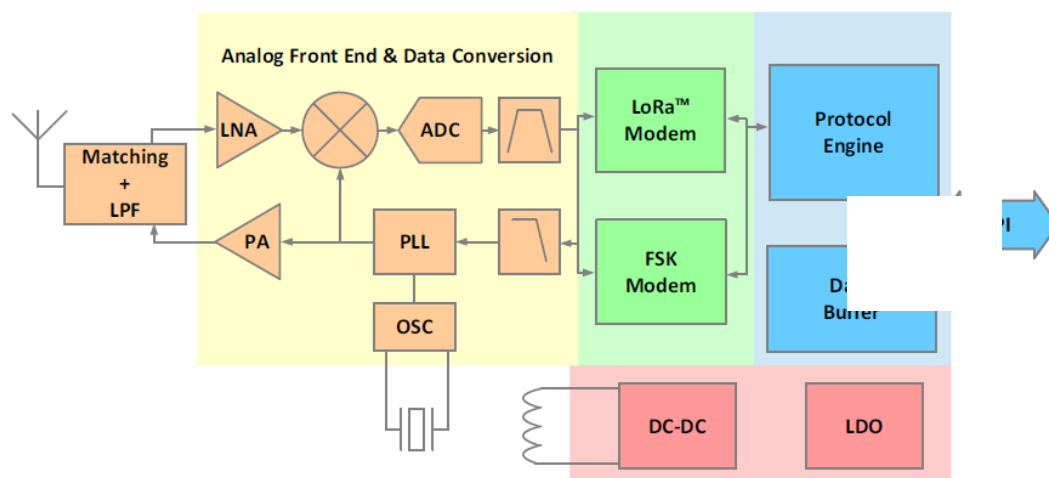 Analog Front End & Data Conversion
LNA
ADC
LoRa™
Modem
Protocol
Engine
Matching
+
LPF
PA
PLL
FSK
Modem
Buffer
OSC
DC-DC
LDO